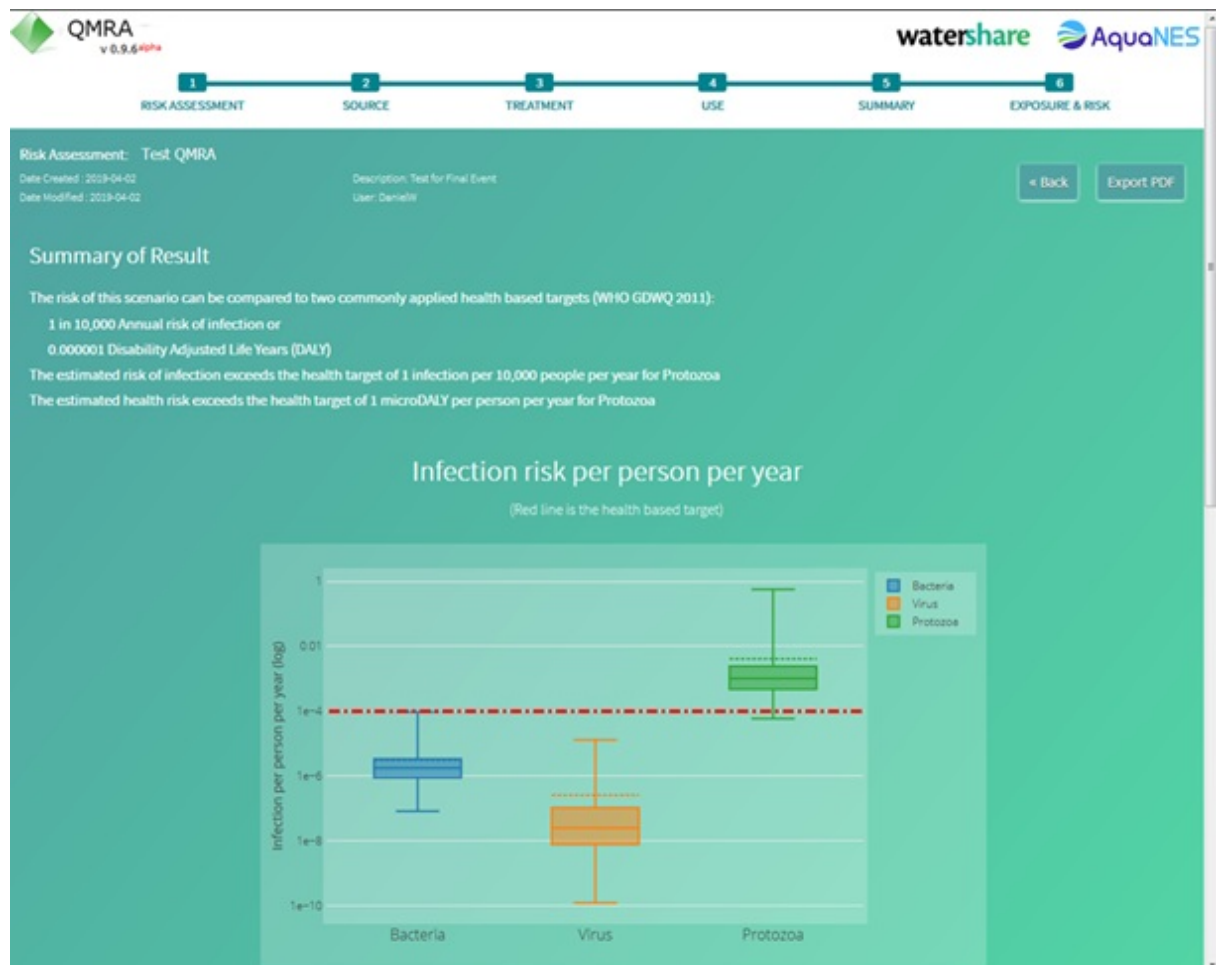 QMRA
v 0.9.6 alpha
watershare
AquaNES
1 2 3 4 5 6
RISK ASSESSMENT SOURCE TREATMENT USE SUMMARY EXPOSURE & RISK
Risk Assessment: Test QMRA
Date Created : 2019-04-02
Description: Test for Final Event
Date Modified : 2019-04-02
User: DanielW
« Back
Export PDF
Summary of Result
The risk of this scenario can be compared to two commonly applied health based targets (WHO GDWQ 2011):
1 in 10,000 Annual risk of infection or
0.000001 Disability Adjusted Life Years (DALY)
The estimated risk of infection exceeds the health target of 1 infection per 10,000 people per year for Protozoa
The estimated health risk exceeds the health target of 1 microDALY per person per year for Protozoa
Infection risk per person per year
(Red line is the health based target)
Infection per person per year (log)
1
0.01
1e-4
1e-6
1e-8
1e-10
Bacteria
Virus
Protozoa
Bacteria
Virus
Protozoa